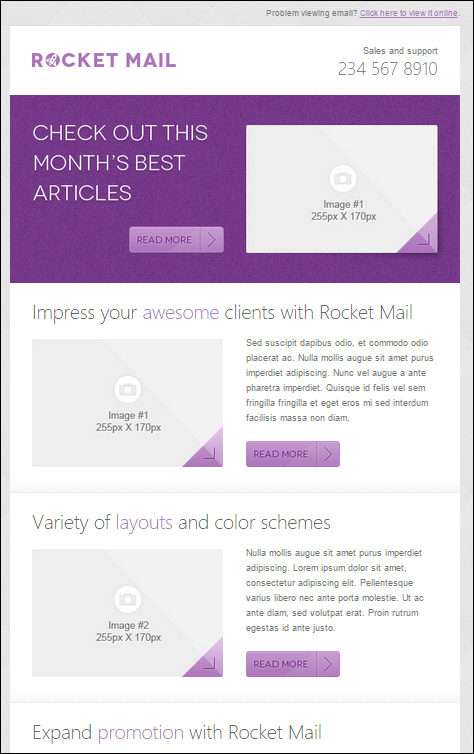 Problem viewing email? Click here to view it online.
ROCKET MAIL
Sales and support
234 567 8910
CHECK OUT THIS
MONTH'S BEST
ARTICLES
READ MORE
Image #1
255px X 170px
Impress your awesome clients with Rocket Mail
Image #1
255px X 170px
Sed suscipit dapibus odio, et commodo odio
placerat ac. Nulla mollis augue sit amet purus
imperdiet adipiscing. Nunc vel augue a ante
pharetra imperdiet. Quisque id felis vel sem
fringilla fringilla et eget eros mi sed interdum
facilisis massa non diam.
READ MORE
Variety of layouts and color schemes
Image #2
255px X 170px
Nulla mollis augue sit amet purus imperdiet
adipiscing. Lorem ipsum dolor sit amet,
consectetur adipiscing elit. Pellentesque
varius libero nec ante porta molestie. Ut ac
ante diam, sed volutpat erat. Proin rutrum
egestas id ante justo.
READ MORE
Expand promotion with Rocket Mail